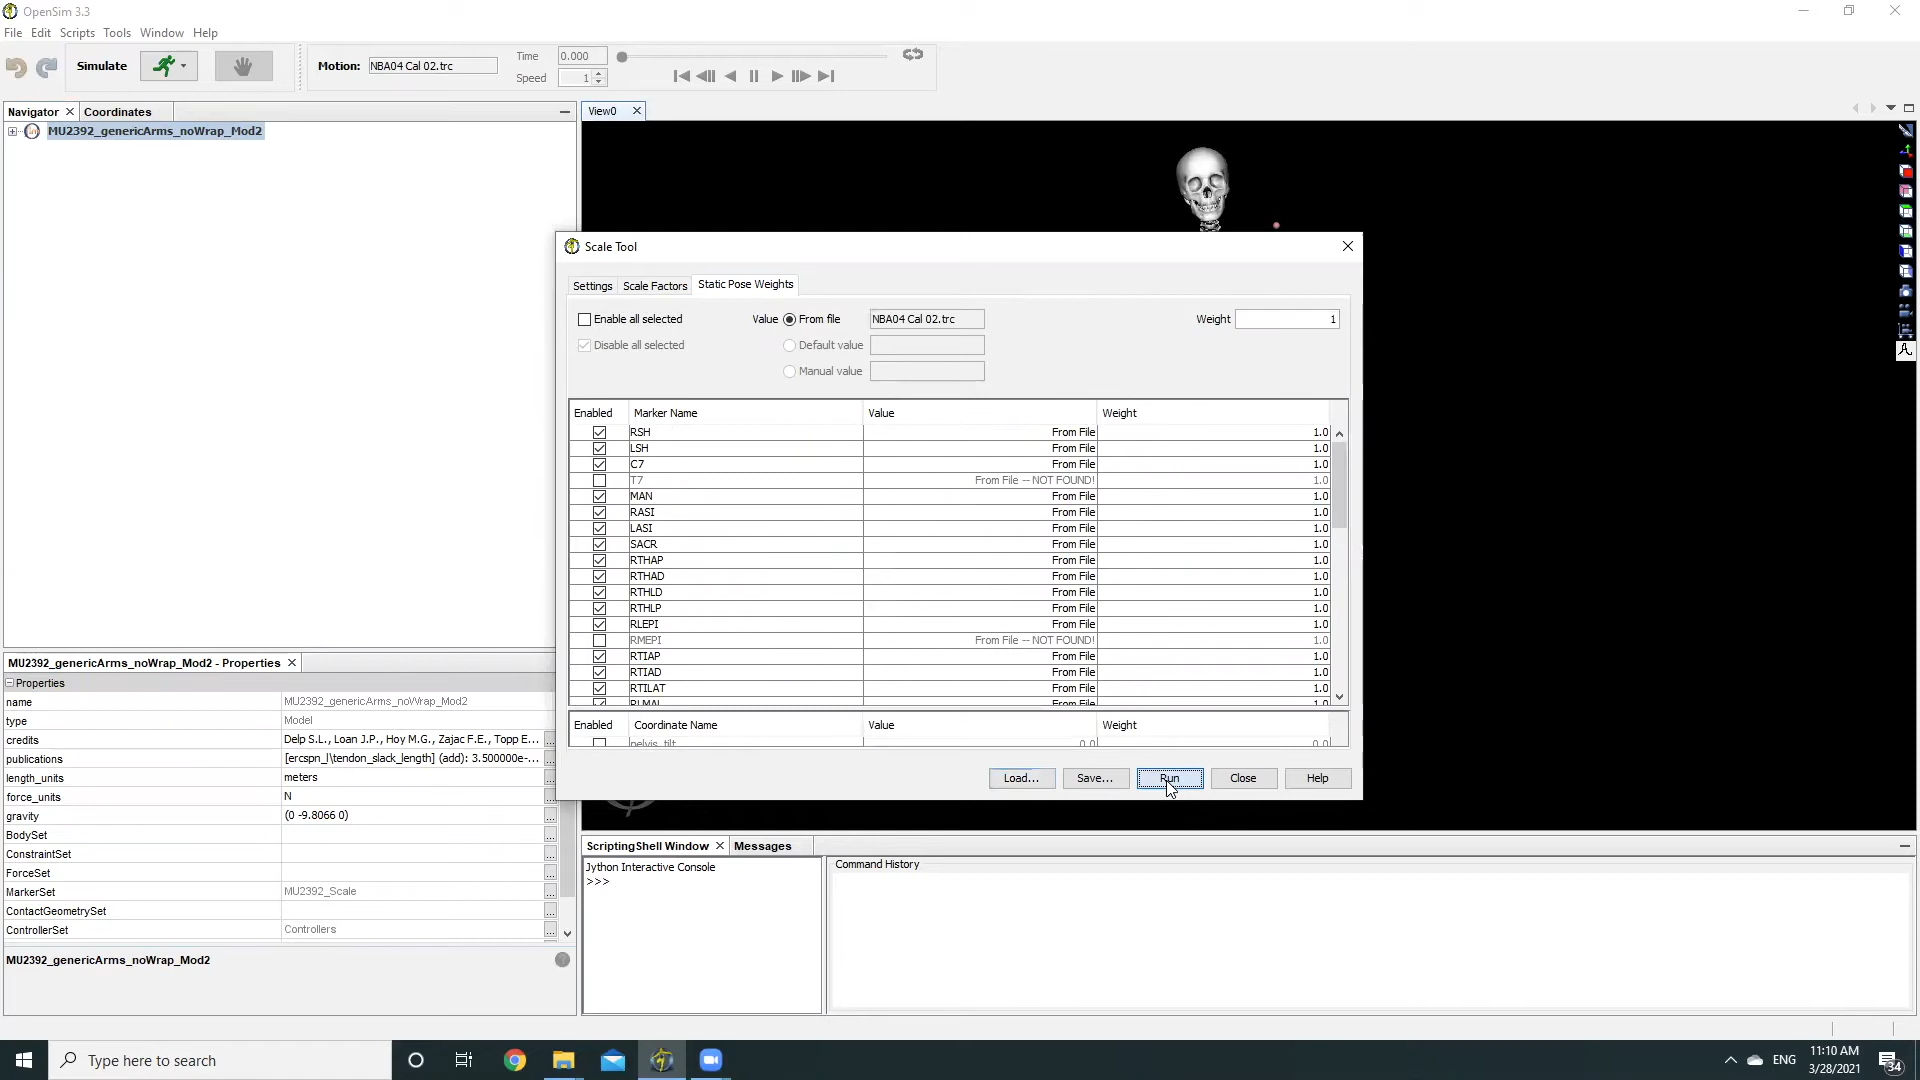 OpenSim 3.3
File Edit Scripts Tools Window Help
Simulate
Motion: NBA04 Cal 02.trc
Time 0.000
Speed 1
Navigator Coordinates
MU2392_genericArms_noWrap_Mod2
View0
Scale Tool
Settings Scale Factors Static Pose Weights
Enable all selected Value From file NBA04 Cal 02.trc Weight 1
Disable all selected Default value
Manual value
Enabled Marker Name Value Weight
RSH From File 1.0
LSH From File 1.0
C7 From File 1.0
T7 From File -- NOT FOUND! 1.0
MAN From File 1.0
RASI From File 1.0
LASI From File 1.0
SACR From File 1.0
RTHAP From File 1.0
RTHAD From File 1.0
RTHLD From File 1.0
RTHLP From File 1.0
RLEPI From File 1.0
RMEPI From File -- NOT FOUND! 1.0
RTIAP From File 1.0
RTIAD From File 1.0
RTILAT From File 1.0
RLMAL From File 1.0
Enabled Coordinate Name Value Weight
pelvis_tilt 0.0 0.0
Load... Save... Run Close Help
MU2392_genericArms_noWrap_Mod2 - Properties
Properties
name MU2392_genericArms_noWrap_Mod2
type Model
credits Delp S.L., Loan J.P., Hoy M.G., Zajac F.E., Topp E... ...
publications [ercspn_l\tendon_slack_length] (add): 3.500000e-... ...
length_units meters ...
force_units N ...
gravity (0 -9.8066 0) ...
BodySet ...
ConstraintSet ...
ForceSet ...
MarkerSet MU2392_Scale ...
ContactGeometrySet ...
ControllerSet Controllers ...
MU2392_genericArms_noWrap_Mod2
ScriptingShell Window Messages
Jython Interactive Console
>>>
Command History
Type here to search
ENG
11:10 AM
3/28/2021
34